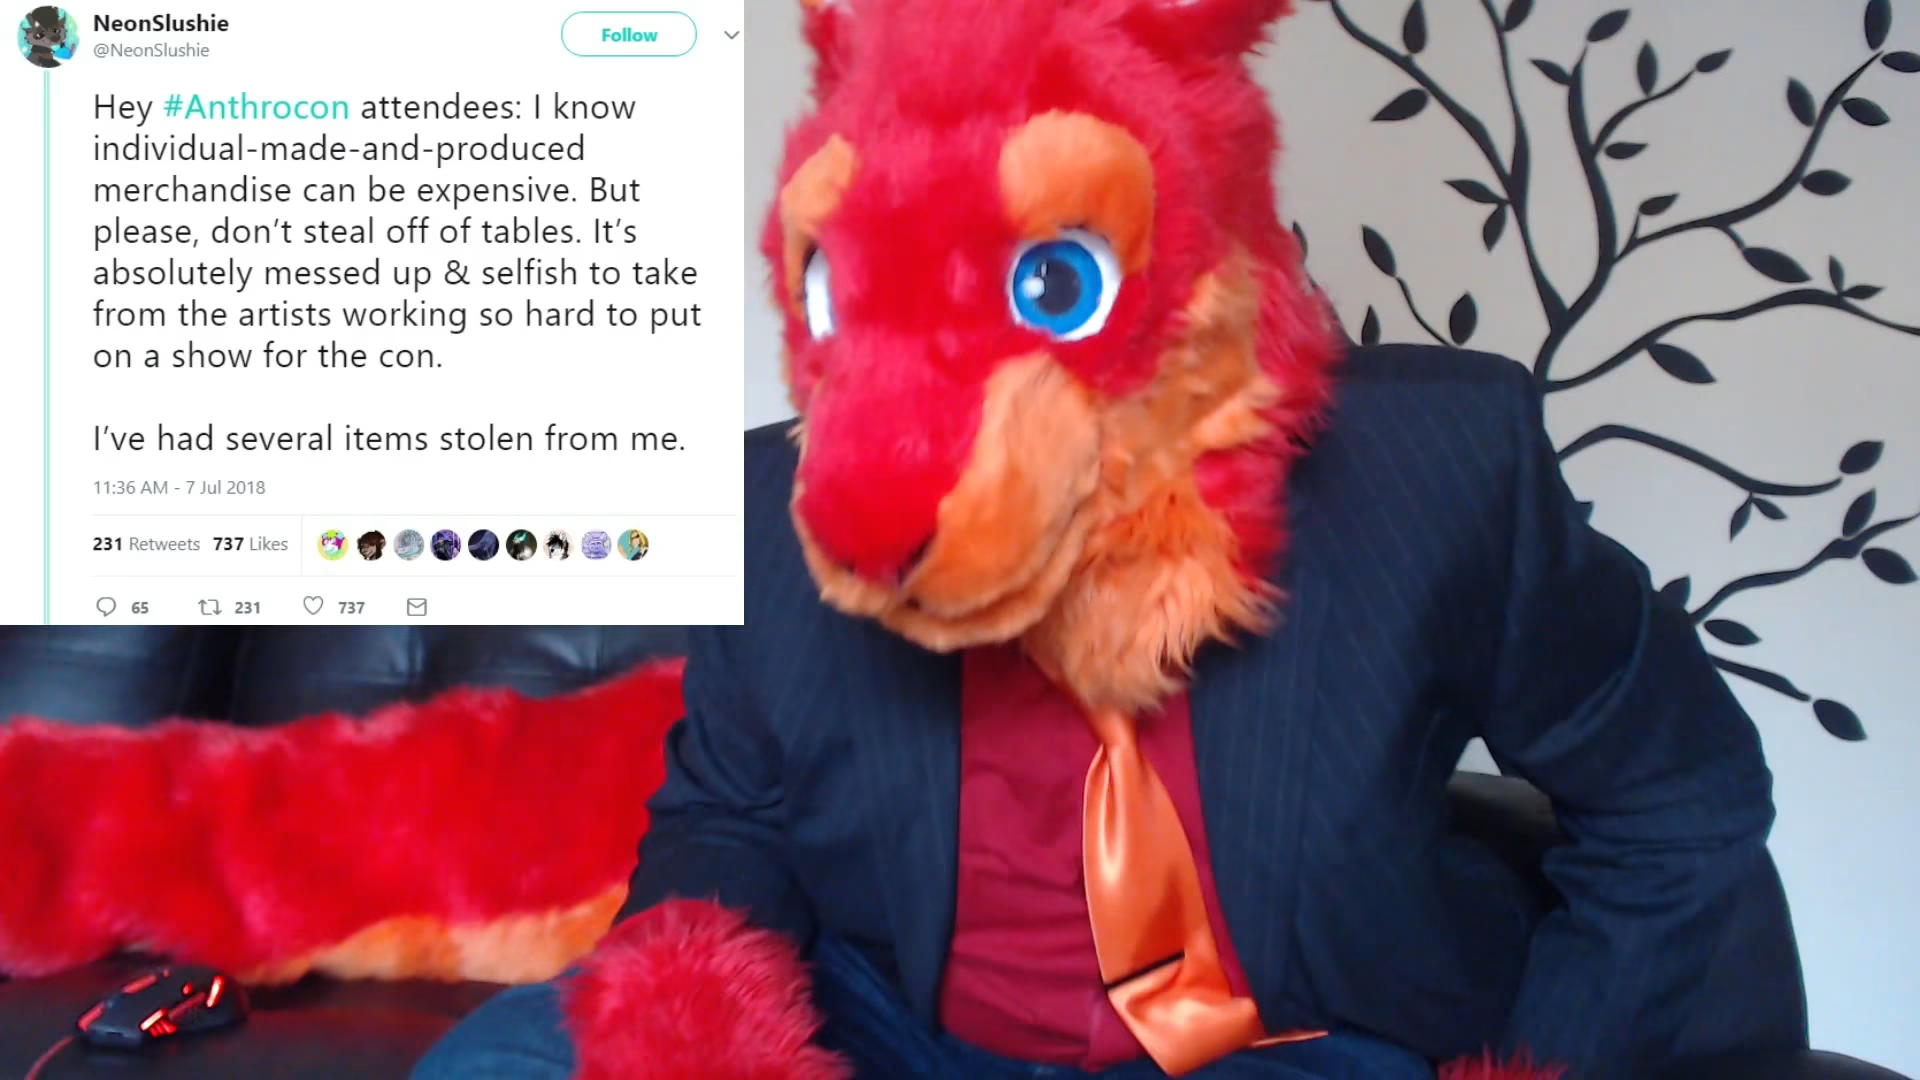 NeonSlushie
@NeonSlushie
Follow
Hey #Anthrocon attendees: I know
individual-made-and-produced
merchandise can be expensive. But
please, don’t steal off of tables. It’s
absolutely messed up & selfish to take
from the artists working so hard to put
on a show for the con.
I’ve had several items stolen from me.
11:36 AM - 7 Jul 2018
231 Retweets 737 Likes
65 231 737